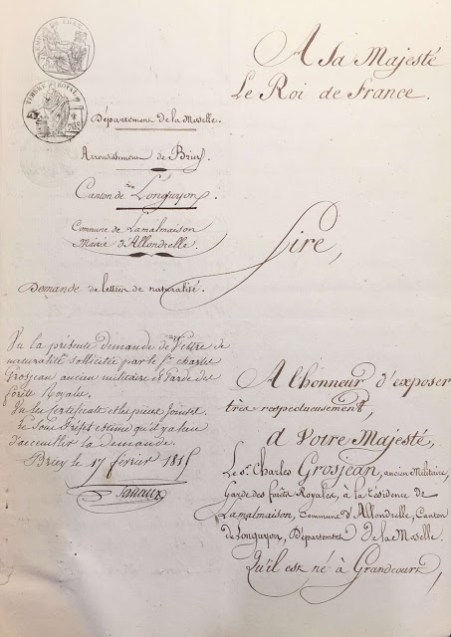 A Sa Majesté
Le Roi de France.
Département de la Moselle.
Arrondissement de Briey.
Canton de Longuyon.
Commune de Lamalmaison
Mairie d'Allondrelle.
Sire,
Demande de lettres de naturalité.
Vu la présente demande de lettre de
naturalité sollicitée par le Sr charles
Grosjean ancien militaire et Garde des
forêts Royales.
Vu les certificats et les pièces jointes.
le Sous Préfet estime qu'il y a lieu
d'accueillir la demande.
Briey le 17 février 1815
A l'honneur d'exposer
très respectueusement,
à Votre Majesté,
Le Sr. Charles Grosjean, ancien Militaire,
Garde des forêts Royales, à la résidence de
Lamalmaison, Commune d'Allondrelle, Canton
de Longuyon, Département de la Moselle.
Qu'il est né à Grandcourt,